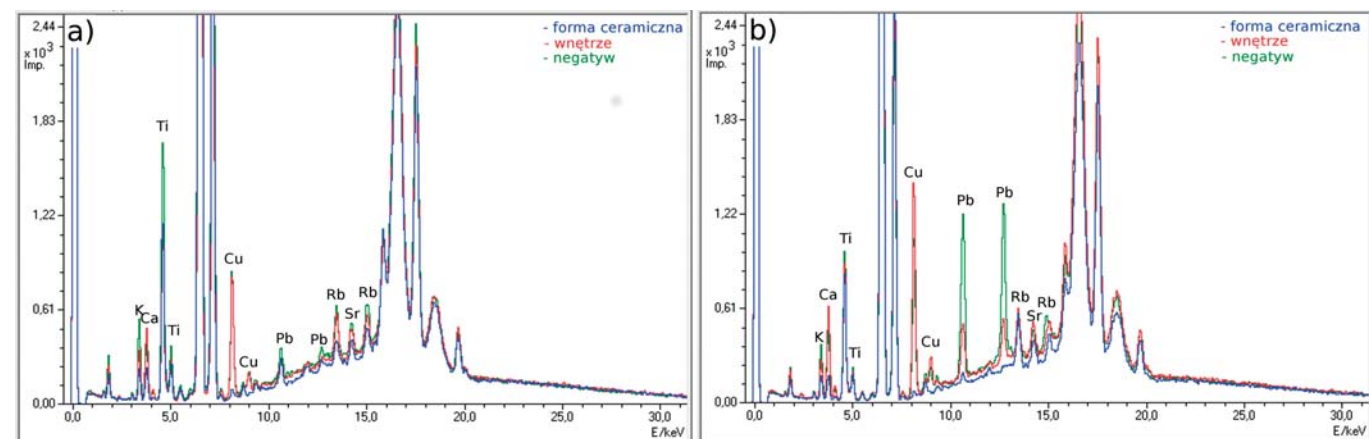 a)
2,44
x 10³
Imp.
1,83
1,22
0,61
0,00
- forma ceramiczna
- wnętrze
- negatyw
Ti
K
Ca
Ti
Cu
Cu
Pb
Pb
Rb
Sr
Rb
0,0 5,0 10,0 15,0 20,0 25,0 30,0
E/keV
b)
2,44
x 10³
Imp.
1,83
1,22
0,61
0,00
- forma ceramiczna
- wnętrze
- negatyw
K
Ca
Ti
Ti
Cu
Cu
Pb
Pb
Rb
Sr
Rb
0,0 5,0 10,0 15,0 20,0 25,0 30,0
E/keV